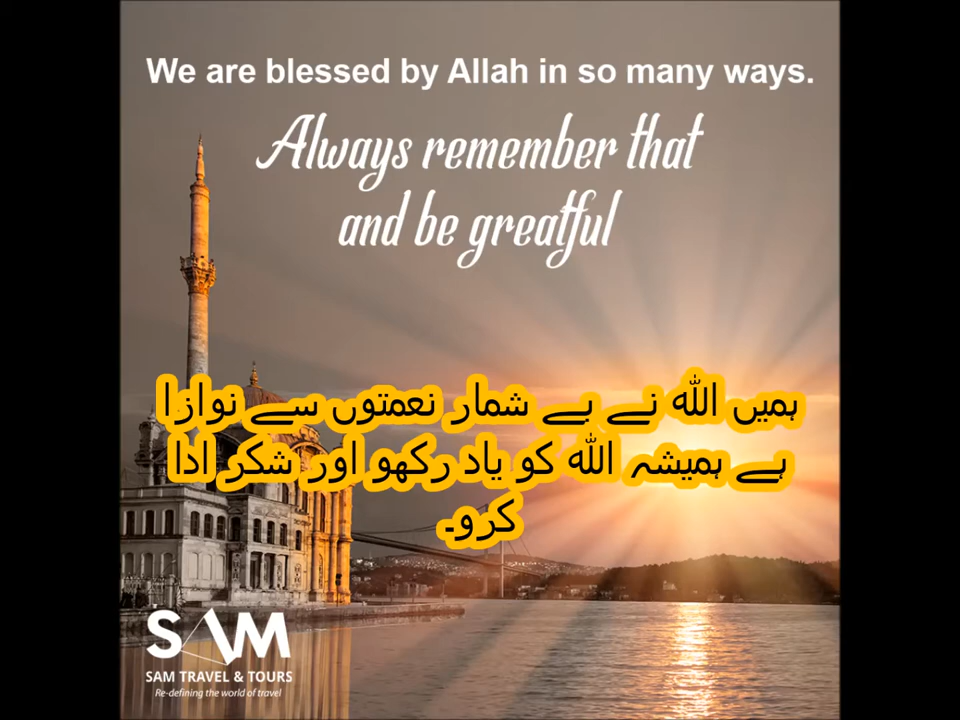 We are blessed by Allah in so many ways.
Always remember that
and be greatful
ہمیں اللہ نے بے شمار نعمتوں سے نوازا
ہے ہمیشہ اللہ کو یاد رکھو اور شکر ادا
کرو۔
SAM
SAM TRAVEL & TOURS
Re-defining the world of travel